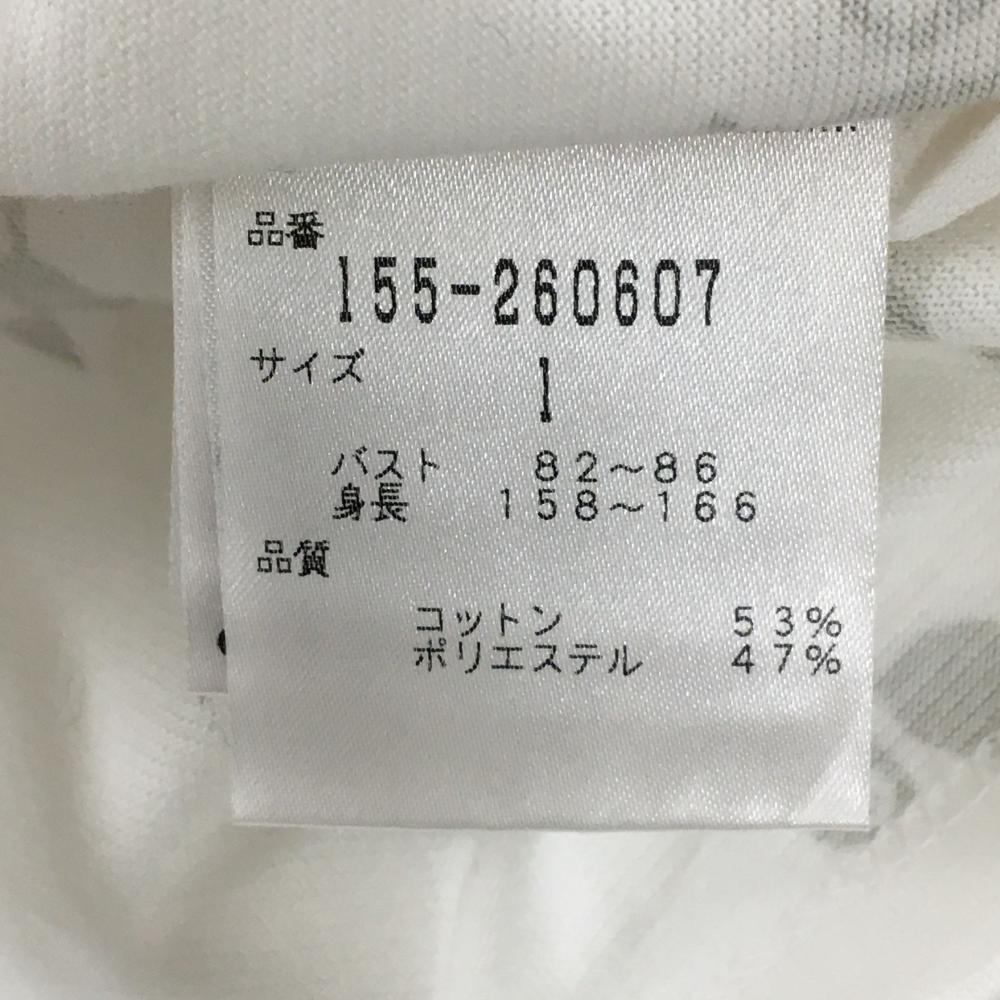 品番
155-260607
サイズ 1
バスト 82～86
身長 158～166
品質
コットン 53%
ポリエステル 47%